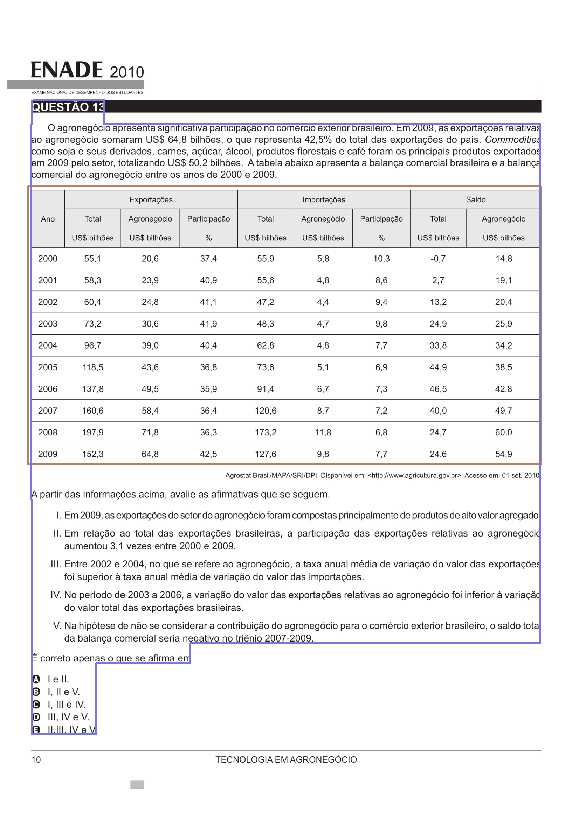 ENADE 2010
EXAME NACIONAL DE DESEMPENHO DOS ESTUDANTES
QUESTÃO 13
O agronegócio apresenta significativa participação no comércio exterior brasileiro. Em 2009, as exportações relativas
ao agronegócio somaram US$ 64,8 bilhões, o que representa 42,5% do total das exportações do país. Commodities
como soja e seus derivados, carnes, açúcar, álcool, produtos florestais e café foram os principais produtos exportados
em 2009 pelo setor, totalizando US$ 50,2 bilhões. A tabela abaixo apresenta a balança comercial brasileira e a balança
comercial do agronegócio entre os anos de 2000 e 2009.
Exportações Importações Saldo
Ano Total Agronegócio Participação Total Agronegócio Participação Total Agronegócio
US$ bilhões US$ bilhões % US$ bilhões US$ bilhões % US$ bilhões US$ bilhões
2000 55,1 20,6 37,4 55,9 5,8 10,3 -0,7 14,8
2001 58,3 23,9 40,9 55,6 4,8 8,6 2,7 19,1
2002 60,4 24,8 41,1 47,2 4,4 9,4 13,2 20,4
2003 73,2 30,6 41,9 48,3 4,7 9,8 24,9 25,9
2004 96,7 39,0 40,4 62,8 4,8 7,7 33,8 34,2
2005 118,5 43,6 36,8 73,6 5,1 6,9 44,9 38,5
2006 137,8 49,5 35,9 91,4 6,7 7,3 46,5 42,8
2007 160,6 58,4 36,4 120,6 8,7 7,2 40,0 49,7
2008 197,9 71,8 36,3 173,2 11,8 6,8 24,7 60,0
2009 152,3 64,8 42,5 127,6 9,8 7,7 24,6 54,9
Agrostat Brasil/MAPA/SRI/DPI. Disponível em: <http://www.agricultura.gov.br>. Acesso em: 01 set. 2010.
A partir das informações acima, avalie as afirmativas que se seguem.
I. Em 2009, as exportações do setor do agronegócio foram compostas principalmente de produtos de alto valor agregado.
II. Em relação ao total das exportações brasileiras, a participação das exportações relativas ao agronegócio
aumentou 3,1 vezes entre 2000 e 2009.
III. Entre 2002 e 2004, no que se refere ao agronegócio, a taxa anual média de variação do valor das exportações
foi superior à taxa anual média de variação do valor das importações.
IV. No período de 2003 a 2006, a variação do valor das exportações relativas ao agronegócio foi inferior à variação
do valor total das exportações brasileiras.
V. Na hipótese de não se considerar a contribuição do agronegócio para o comércio exterior brasileiro, o saldo total
da balança comercial seria negativo no triênio 2007-2009.
É correto apenas o que se afirma em
A I e II.
B I, II e V.
C I, III e IV.
D III, IV e V.
E II,III, IV e V.
10 TECNOLOGIA EM AGRONEGÓCIO